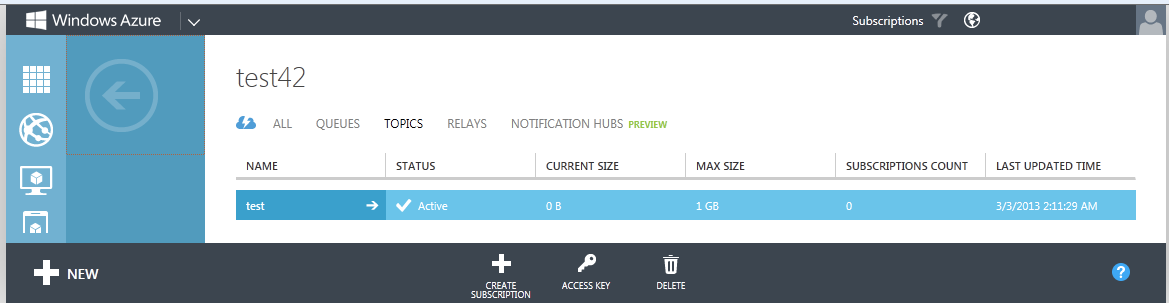 Windows Azure Subscriptions
test42
ALL QUEUES TOPICS RELAYS NOTIFICATION HUBS PREVIEW
NAME STATUS CURRENT SIZE MAX SIZE SUBSCRIPTIONS COUNT LAST UPDATED TIME
test Active 0 B 1 GB 0 3/3/2013 2:11:29 AM
NEW
CREATE
SUBSCRIPTION
ACCESS KEY
DELETE
?